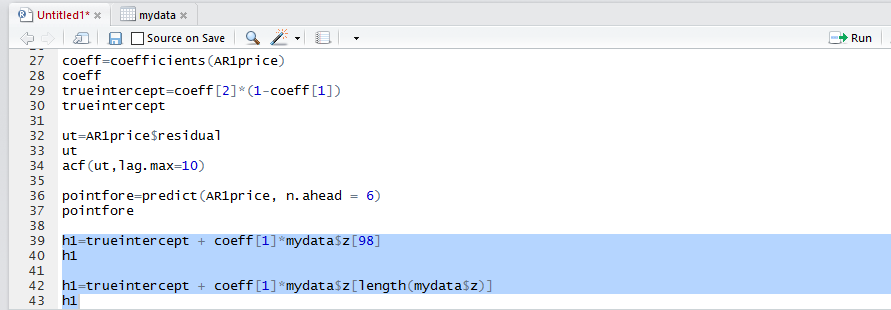 Untitled1* × mydata ×
Source on Save Run
27 coeff=coefficients(AR1price)
28 coeff
29 trueintercept=coeff[2]*(1-coeff[1])
30 trueintercept
31
32 ut=AR1price$residual
33 ut
34 acf(ut,lag.max=10)
35
36 pointfore=predict(AR1price, n.ahead = 6)
37 pointfore
38
39 h1=trueintercept + coeff[1]*mydata$z[98]
40 h1
41
42 h1=trueintercept + coeff[1]*mydata$z[length(mydata$z)]
43 h1